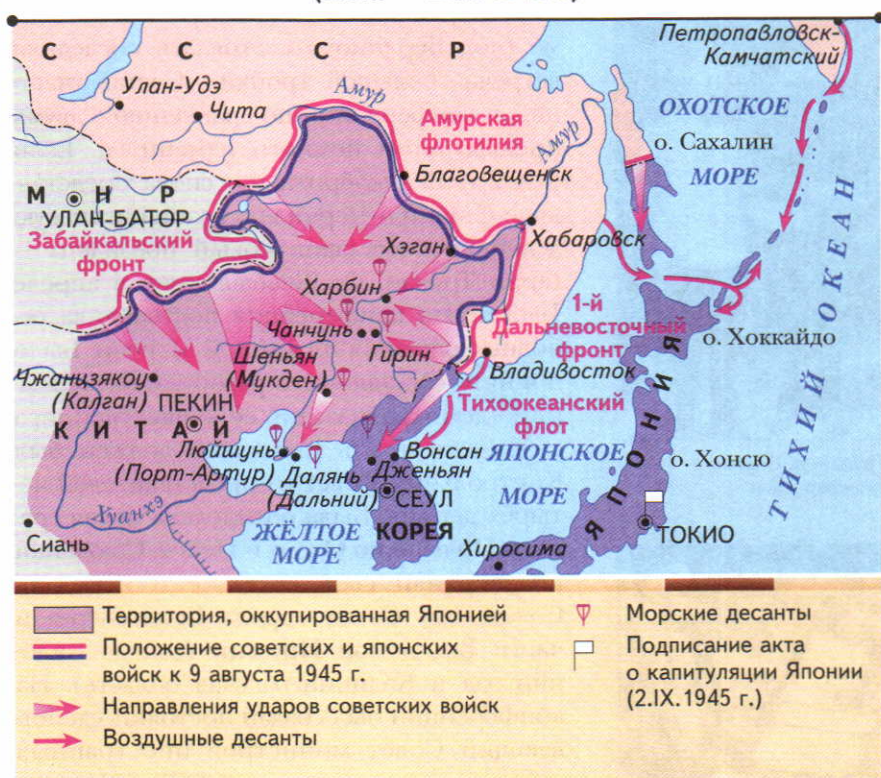 Петропавловск-
Камчатский
С С С Р
Улан-Удэ
Чита
Амур
ОХОТСКОЕ
Амурская
флотилия
Амур
о. Сахалин
МОРЕ
Благовещенск
М Н Р
УЛАН-БАТОР
Забайкальский
фронт
Хэган
Хабаровск
Харбин
1-й
Дальневосточный
фронт
Чанчунь
Гирин
о. Хоккайдо
Шеньян
(Мукден)
Владивосток
Чжанцзякоу
(Калган)
ПЕКИН
Тихоокеанский
флот
КИТАЙ
Люйшунь
(Порт-Артур)
Вонсан
ЯПОНСКОЕ
о. Хонсю
Далянь
(Дальний)
Дженьян
СЕУЛ
МОРЕ
ЯПОНИЯ
ТИХИЙ ОКЕАН
Хуанхэ
Сиань
ЖЁЛТОЕ
МОРЕ
КОРЕЯ
ТОКИО
Хиросима
Территория, оккупированная Японией
Положение советских и японских
войск к 9 августа 1945 г.
Направления ударов советских войск
Воздушные десанты
Морские десанты
Подписание акта
о капитуляции Японии
(2.IX.1945 г.)